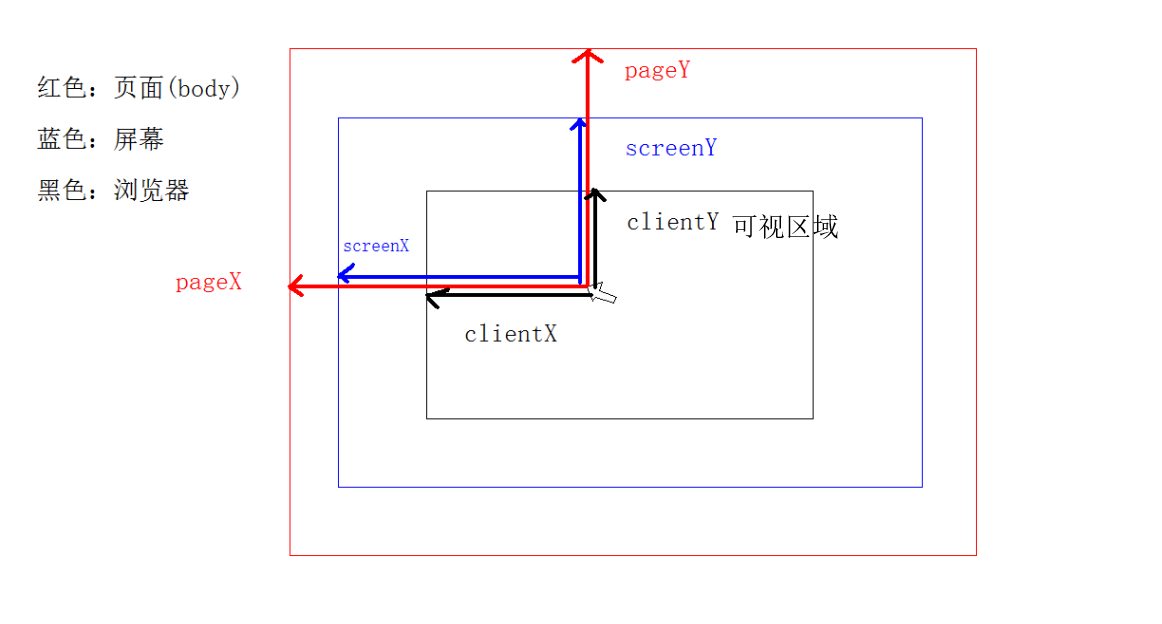 红色：页面(body)
蓝色：屏幕
黑色：浏览器
pageY
screenY
clientY 可视区域
screenX
pageX
clientX